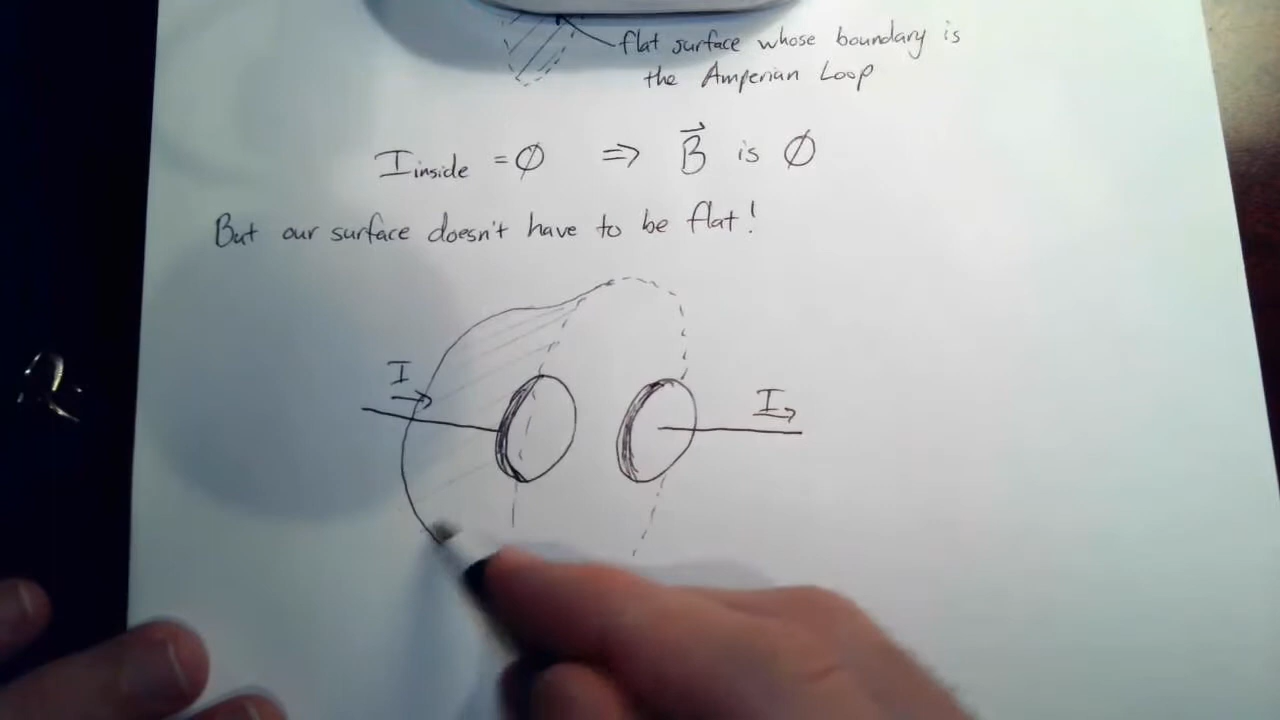 flat surface whose boundary is
the Amperian Loop
I inside = ∅ ⇒ B⃗ is ∅
But our surface doesn't have to be flat!
I
I